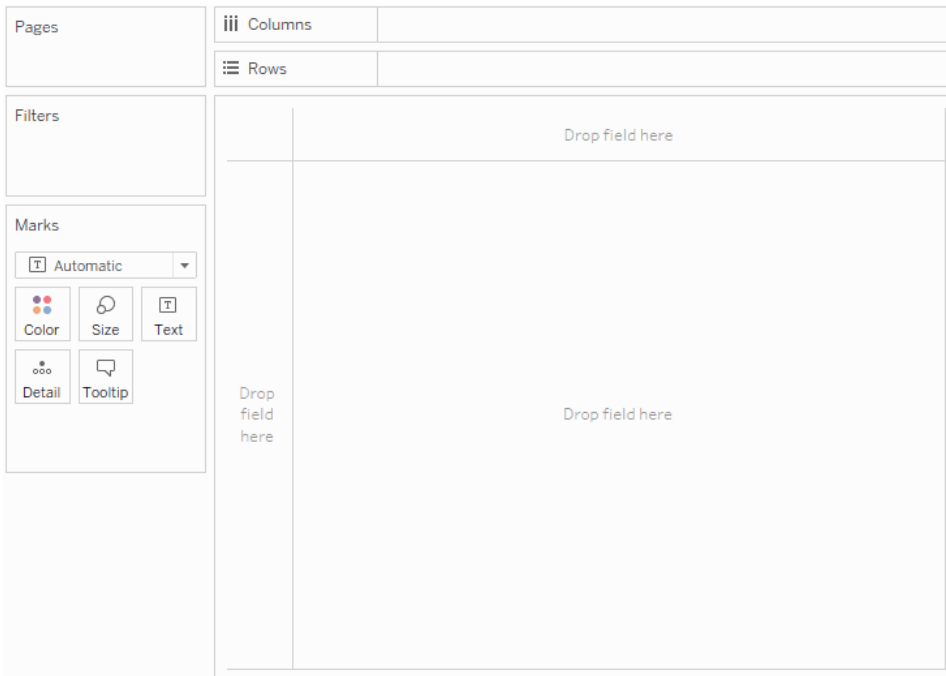 Pages
Columns
Rows
Filters
Drop field here
Marks
T Automatic
Color
Size
T
Text
Detail
Tooltip
Drop
field
here
Drop field here